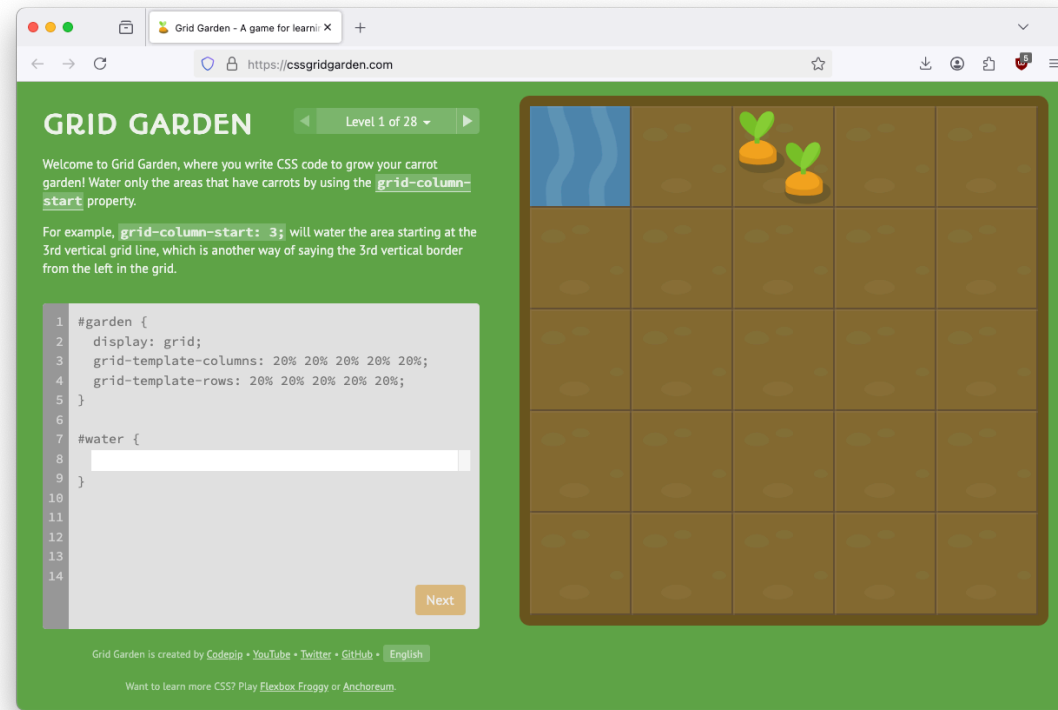 Grid Garden - A game for learnin
https://cssgridgarden.com
5
GRID GARDEN
Level 1 of 28
Welcome to Grid Garden, where you write CSS code to grow your carrot
garden! Water only the areas that have carrots by using the grid-column-
start property.
For example, grid-column-start: 3; will water the area starting at the
3rd vertical grid line, which is another way of saying the 3rd vertical border
from the left in the grid.
1 #garden {
2 display: grid;
3 grid-template-columns: 20% 20% 20% 20% 20%;
4 grid-template-rows: 20% 20% 20% 20% 20%;
5 }
6
7 #water {
8
9 }
10
11
12
13
14
Next
Grid Garden is created by Codepip • YouTube • Twitter • GitHub • English
Want to learn more CSS? Play Flexbox Froggy or Anchoreum.